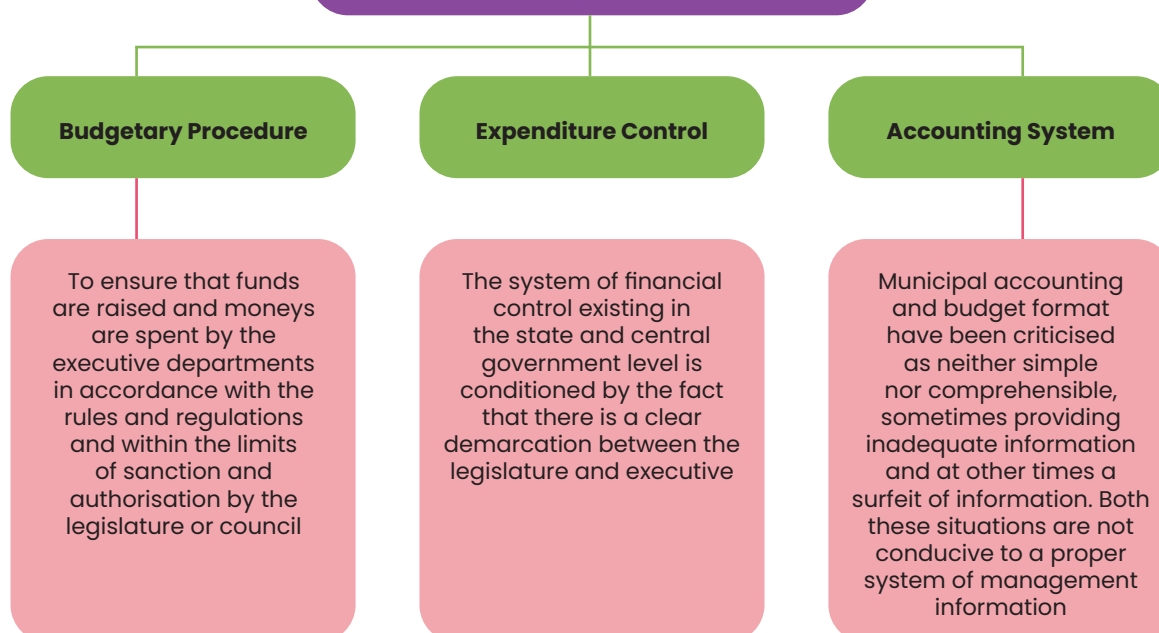 Budgetary Procedure
Expenditure Control
Accounting System
To ensure that funds
are raised and moneys
are spent by the
executive departments
in accordance with the
rules and regulations
and within the limits
of sanction and
authorisation by the
legislature or council
The system of financial
control existing in
the state and central
government level is
conditioned by the fact
that there is a clear
demarcation between the
legislature and executive
Municipal accounting
and budget format
have been criticised
as neither simple
nor comprehensible,
sometimes providing
inadequate information
and at other times a
surfeit of information. Both
these situations are not
conducive to a proper
system of management
information